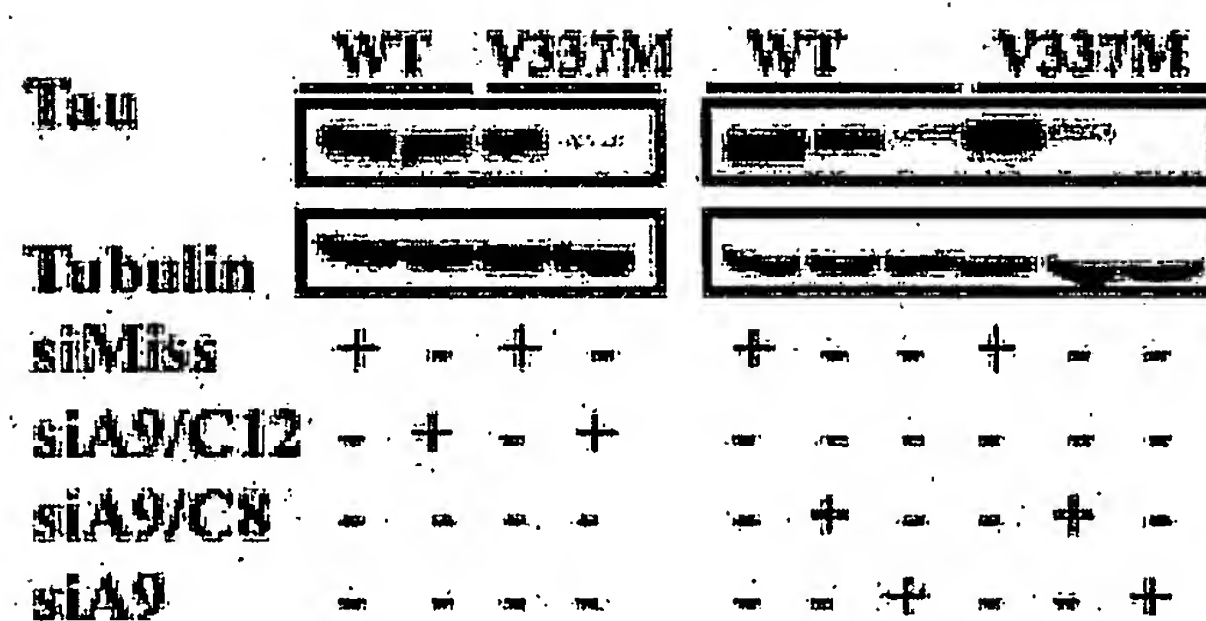 WT V337M WT V337M
Tau
Tubulin
siMiss + - + - + - - + - -
siA9/C12 - + - + - - - - - -
siA9/C8 - - - - - + - - + -
siA9 - - - - - - + - - +